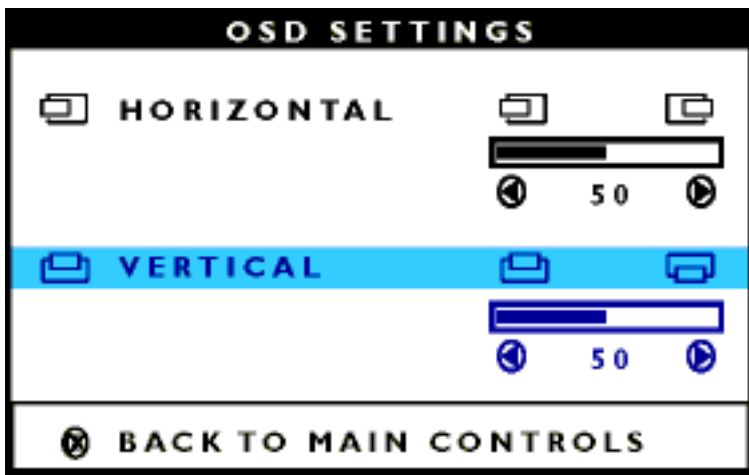 OSD SETTINGS
HORIZONTAL
50
VERTICAL
50
BACK TO MAIN CONTROLS